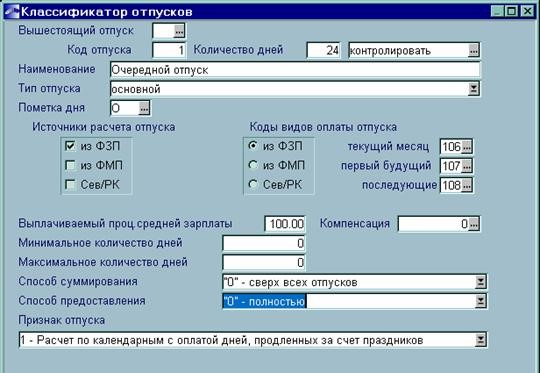 Классификатор отпусков
Вышестоящий отпуск ...
Код отпуска 1 Количество дней 24 контролировать ...
Наименование Очередной отпуск
Тип отпуска основной
Пометка дня О ...
Источники расчета отпуска Коды видов оплаты отпуска
из ФЗП из ФЗП текущий месяц 106 ...
из ФМП из ФМП первый будущий 107 ...
Сев/РК Сев/РК последующие 108 ...
Выплачиваемый проц.средней зарплаты 100.00 Компенсация 0 ...
Минимальное количество дней 0
Максимальное количество дней 0
Способ суммирования "0" - сверх всех отпусков
Способ предоставления "0" - полностью
Признак отпуска
1 - Расчет по календарным с оплатой дней, продленных за счет праздников